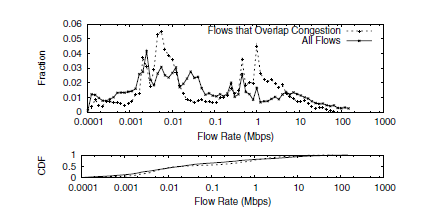 0.06
Flows that Overlap Congestion
0.05
All Flows
0.04
0.03
0.02
0.01
0
Fraction
0.0001 0.001 0.01 0.1 1 10 100 1000
Flow Rate (Mbps)
1
0.5
0
CDF
0.0001 0.001 0.01 0.1 1 10 100 1000
Flow Rate (Mbps)